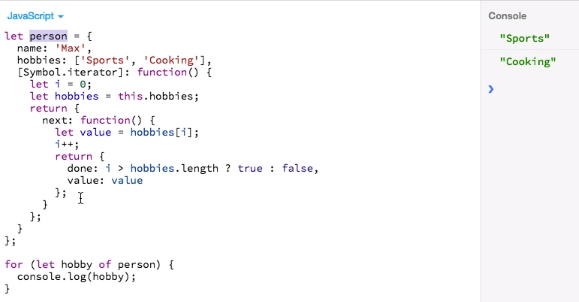 JavaScript
let person = {
  name: 'Max',
  hobbies: ['Sports', 'Cooking'],
  [Symbol.iterator]: function() {
    let i = 0;
    let hobbies = this.hobbies;
    return {
      next: function() {
        let value = hobbies[i];
        i++;
        return {
          done: i > hobbies.length ? true : false,
          value: value
        };
      }
    };
  }
};
for (let hobby of person) {
  console.log(hobby);
}
Console
"Sports"
"Cooking"